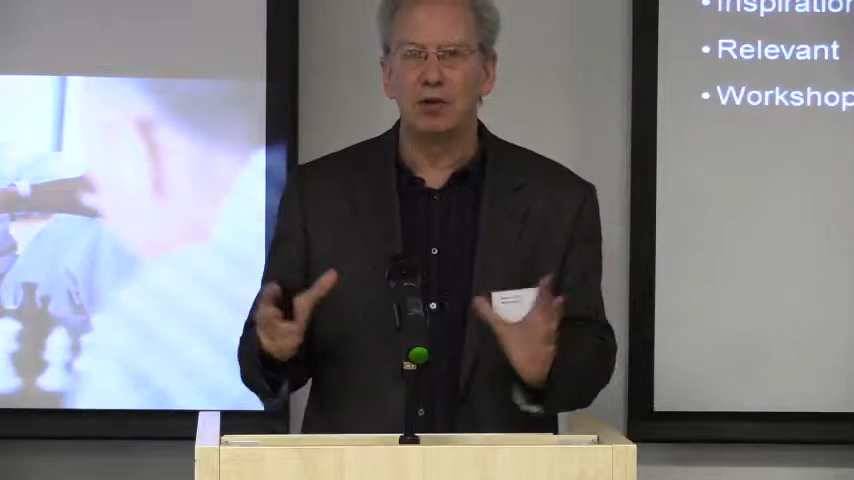 • Inspiration
• Relevant
• Workshop